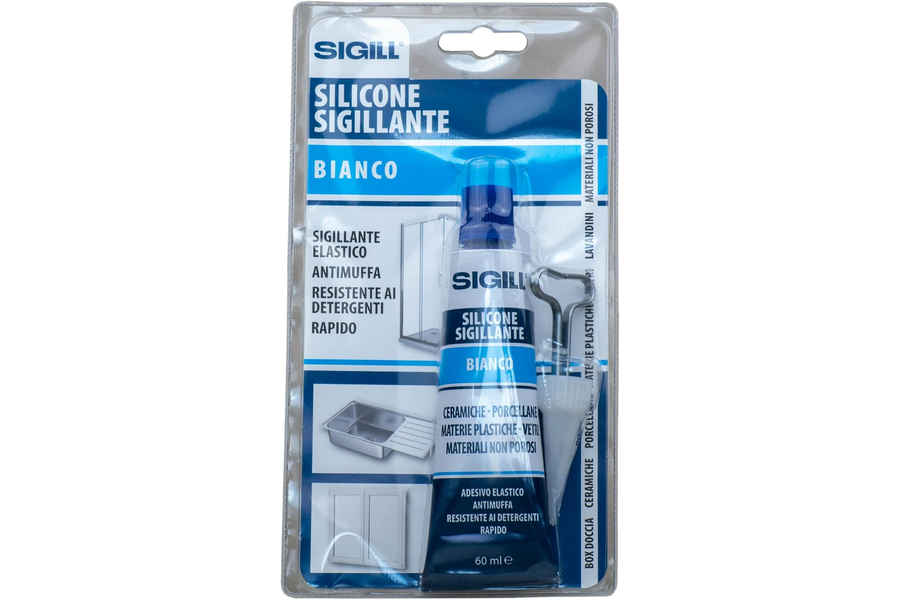 SIGILL®
SILICONE
SIGILLANTE
BIANCO
SIGILLANTE
ELASTICO
ANTIMUFFA
RESISTENTE AI
DETERGENTI
RAPIDO
SIGILL
SILICONE
SIGILLANTE
BIANCO
CERAMICHE - PORCELLANE
MATERIE PLASTICHE - VETRI
MATERIALI NON POROSI
ADESIVO ELASTICO
ANTIMUFFA
RESISTENTE AI DETERGENTI
RAPIDO
60 ml e
BOX DOCCIA CERAMICHE LAVANDINI MATERIALI NON POROSI